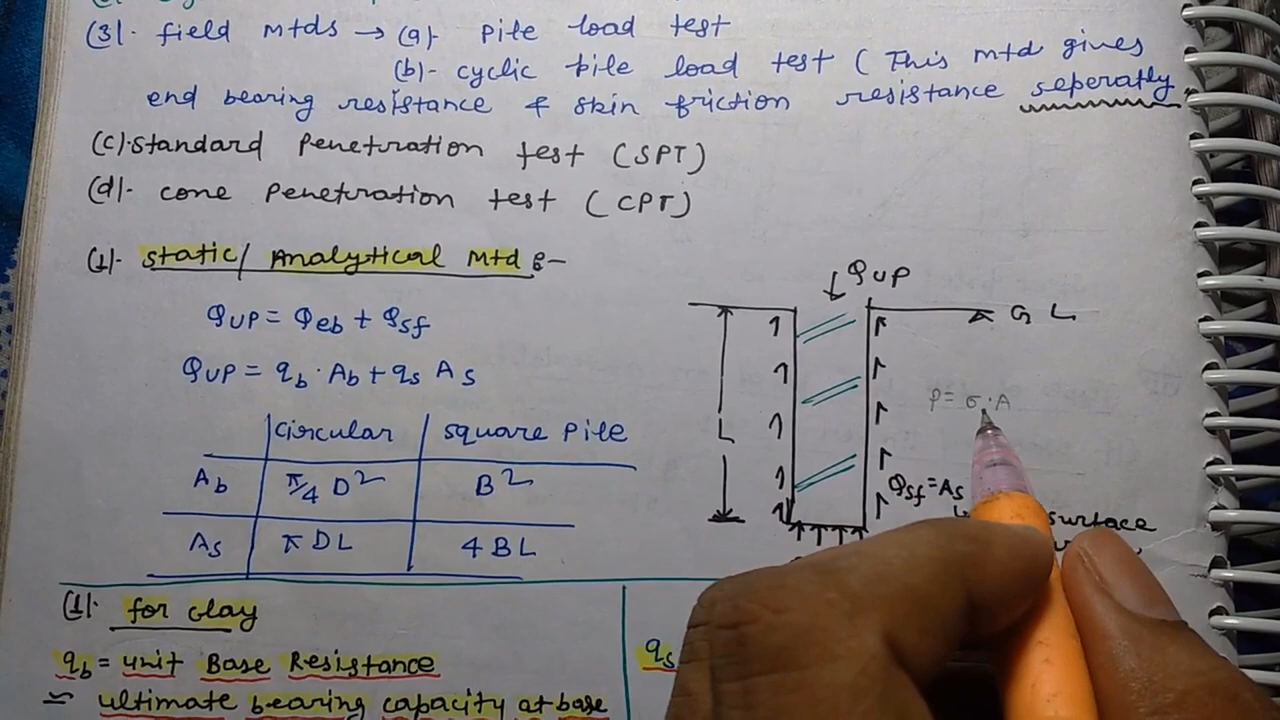 (3). field mtds → (a). Pile load test
(b)- cyclic pile load test ( This mtd gives
end bearing resistance & skin friction resistance seperatly.
(c). standard Penetration test (SPT)
(d). cone Penetration test (CPT)
(1). static/ Analytical Mtd :-
QUP = Qeb + Qsf
QUP = qb · Ab + qs As
circular square Pile
Ab π/4 D² B²
As π DL 4 BL
QUP
G L
L
P = σ · A
Qsf = As
surface
(1). for clay
qb = unit Base Resistance
≃ ultimate bearing capacity at base
qs